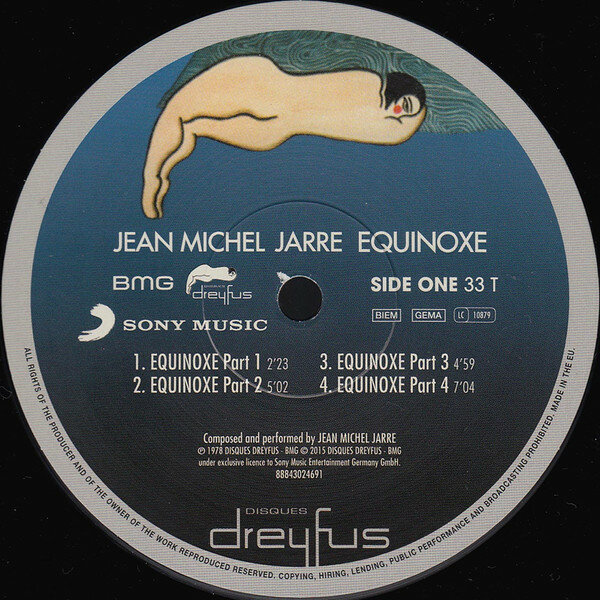 JEAN MICHEL JARRE EQUINOXE
BMG
disques
dreyfus
SONY MUSIC
SIDE ONE 33 T
BIEM GEMA LC 10879
1. EQUINOXE Part 1 2'23
2. EQUINOXE Part 2 5'02
3. EQUINOXE Part 3 4'59
4. EQUINOXE Part 4 7'04
Composed and performed by JEAN MICHEL JARRE
℗ 1978 DISQUES DREYFUS - BMG © 2015 DISQUES DREYFUS - BMG
under exclusive licence to Sony Music Entertainment Germany GmbH.
88843024691
DISQUES
dreyfus
ALL RIGHTS OF THE PRODUCER AND OF THE OWNER OF THE WORK REPRODUCED RESERVED. COPYING, HIRING, LENDING, PUBLIC PERFORMANCE AND BROADCASTING PROHIBITED. MADE IN THE EU.